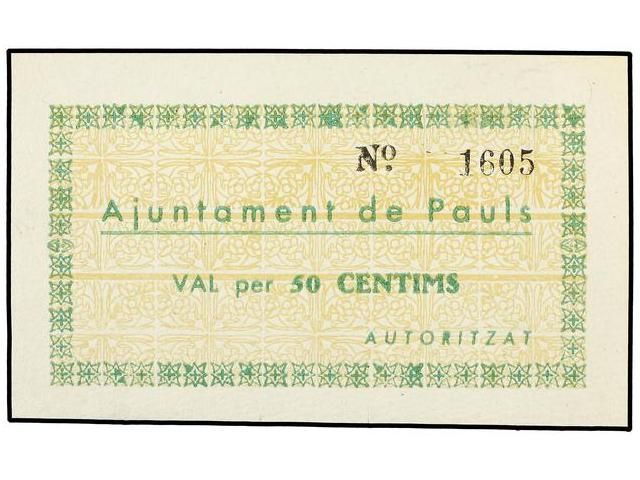 Nº. 1605
Ajuntament de Pauls
VAL per 50 CENTIMS
AUTORITZAT